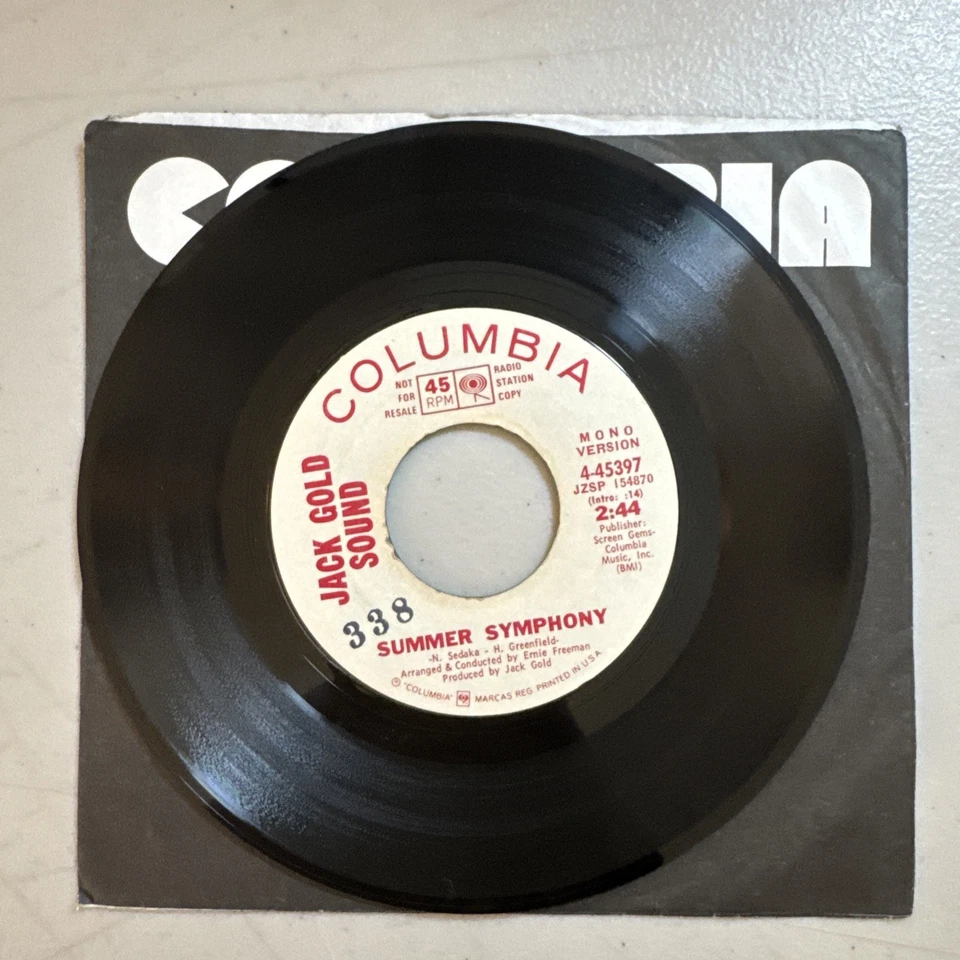 COLUMBIA
NOT
FOR
RESALE
45
RPM
RADIO
STATION
COPY
MONO
VERSION
4-45397
JZSP 154870
(Intro: :14)
2:44
Publisher:
Screen Gems-
Columbia
Music, Inc.
(BMI)
JACK GOLD
SOUND
338
SUMMER SYMPHONY
-N. Sedaka - H. Greenfield-
Arranged & Conducted by Ernie Freeman
Produced by Jack Gold
℗ "COLUMBIA" MARCAS REG. PRINTED IN U.S.A.